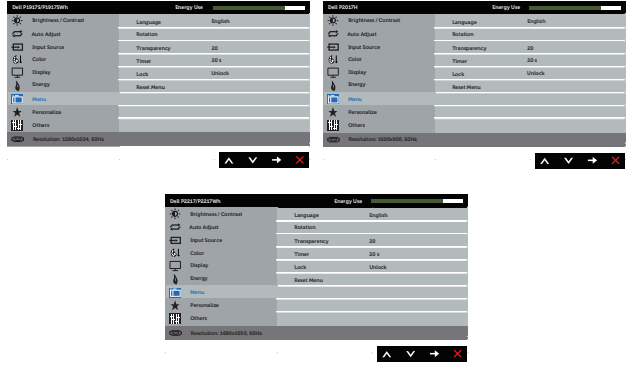 Dell P1917S/P1917SWh Energy Use
Brightness / Contrast Language English
Auto Adjust Rotation
Input Source Transparency 20
Color Timer 20 s
Display Lock Unlock
Energy Reset Menu
Menu
Personalize
Others
Resolution: 1280x1024, 60Hz
Dell P2017H Energy Use
Brightness / Contrast Language English
Auto Adjust Rotation
Input Source Transparency 20
Color Timer 20 s
Display Lock Unlock
Energy Reset Menu
Menu
Personalize
Others
Resolution: 1600x900, 60Hz
Dell P2217/P2217Wh Energy Use
Brightness / Contrast Language English
Auto Adjust Rotation
Input Source Transparency 20
Color Timer 20 s
Display Lock Unlock
Energy Reset Menu
Menu
Personalize
Others
Resolution: 1680x1050, 60Hz